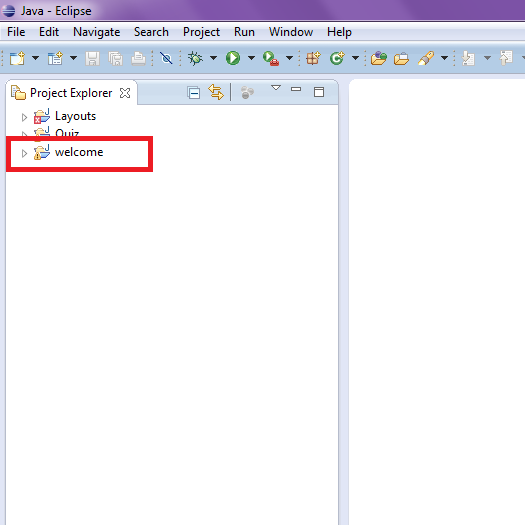 Java - Eclipse
File Edit Navigate Search Project Run Window Help
Project Explorer
Layouts
Quiz
welcome